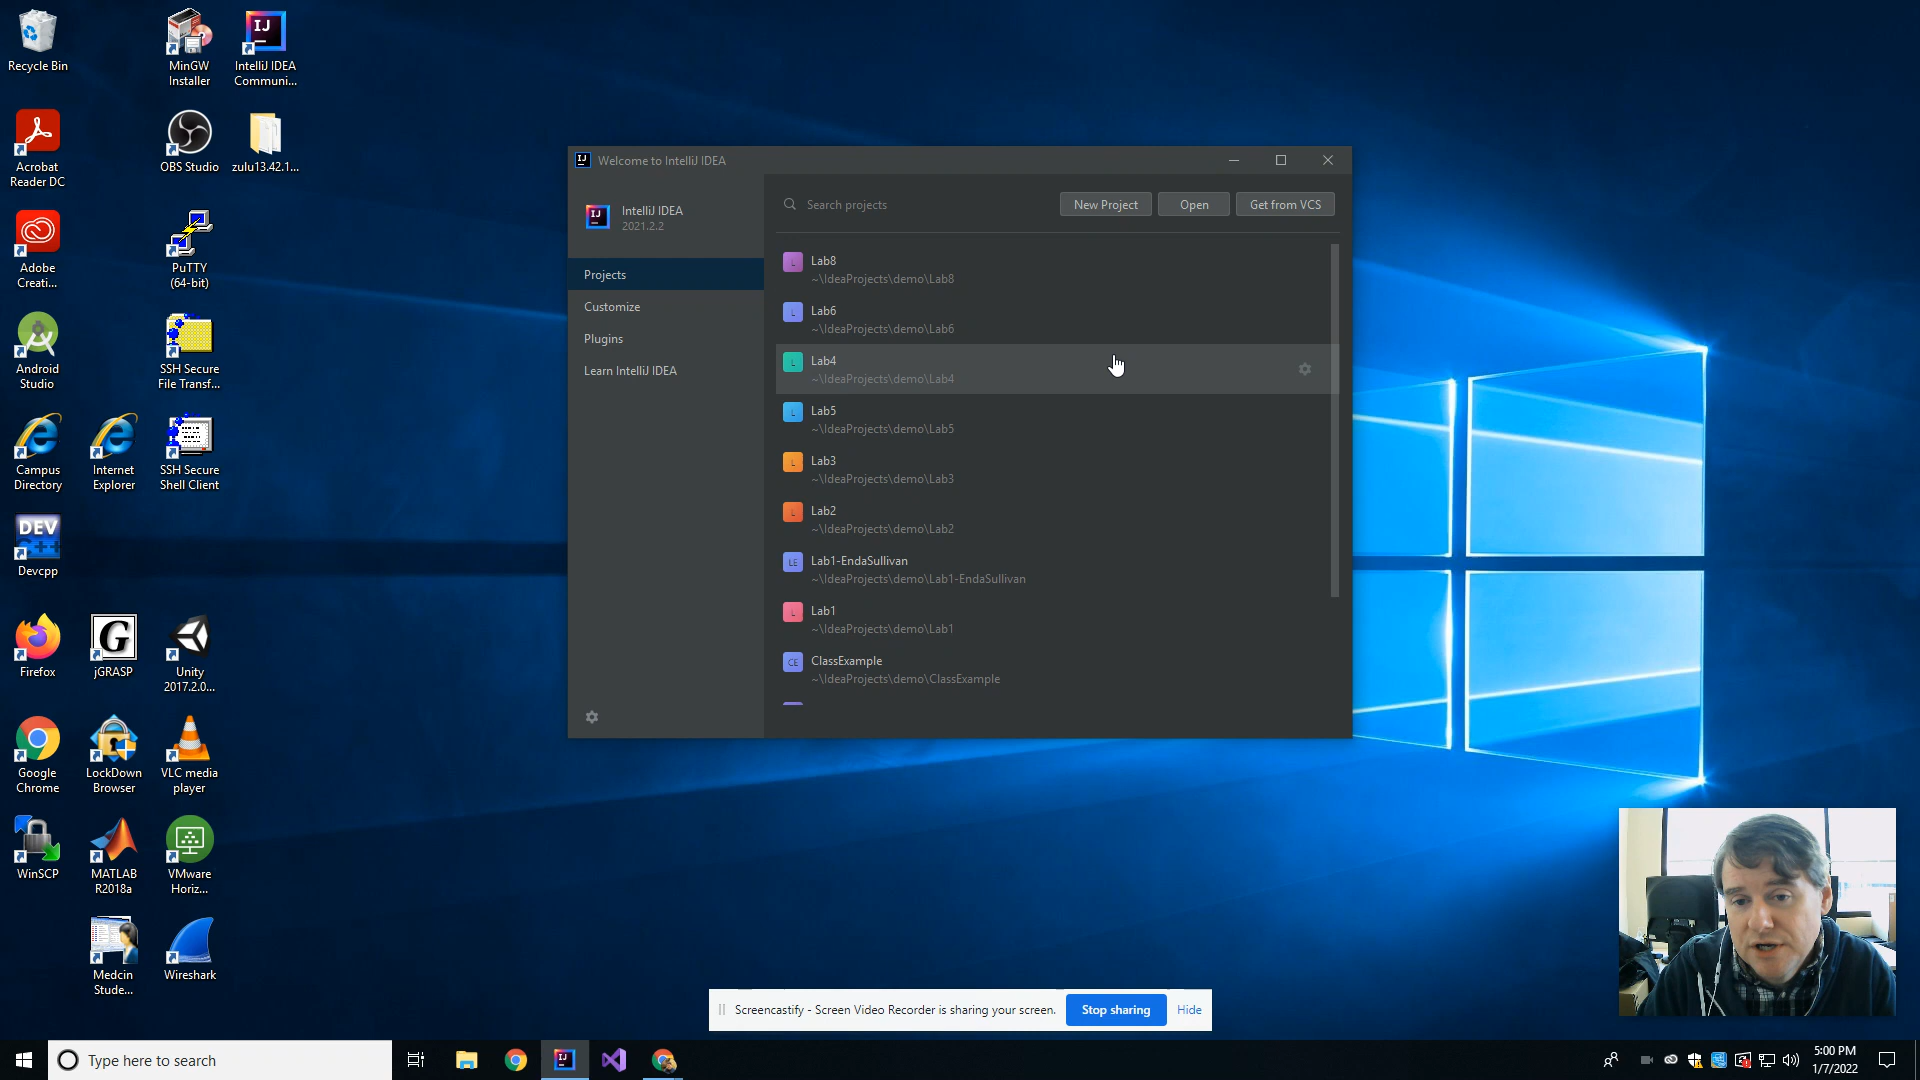 Recycle Bin
MinGW
Installer
IntelliJ IDEA
Communi...
Acrobat
Reader DC
OBS Studio
zulu13.42.1...
Adobe
Creati...
PuTTY
(64-bit)
Android
Studio
SSH Secure
File Transf...
Campus
Directory
Internet
Explorer
SSH Secure
Shell Client
DEV
C++
Devcpp
Firefox
G
jGRASP
Unity
2017.2.0...
Google
Chrome
LockDown
Browser
VLC media
player
WinSCP
MATLAB
R2018a
VMware
Horiz...
Medcin
Stude...
Wireshark
IJ
Welcome to IntelliJ IDEA
IJ
IntelliJ IDEA
2021.2.2
Projects
Customize
Plugins
Learn IntelliJ IDEA
Search projects
New Project
Open
Get from VCS
L
Lab8
~\IdeaProjects\demo\Lab8
L
Lab6
~\IdeaProjects\demo\Lab6
L
Lab4
~\IdeaProjects\demo\Lab4
L
Lab5
~\IdeaProjects\demo\Lab5
L
Lab3
~\IdeaProjects\demo\Lab3
L
Lab2
~\IdeaProjects\demo\Lab2
LE
Lab1-EndaSullivan
~\IdeaProjects\demo\Lab1-EndaSullivan
L
Lab1
~\IdeaProjects\demo\Lab1
CE
ClassExample
~\IdeaProjects\demo\ClassExample
Screencastify - Screen Video Recorder is sharing your screen.
Stop sharing
Hide
Type here to search
IJ
5:00 PM
1/7/2022